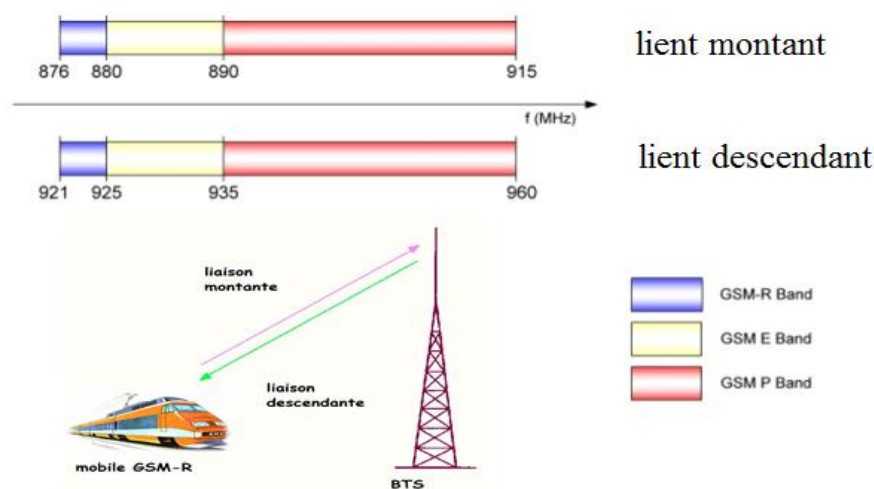 lient montant
876 880 890 915
f (MHz)
lient descendant
921 925 935 960
liaison
montante
liaison
descendante
mobile GSM-R
BTS
GSM-R Band
GSM E Band
GSM P Band